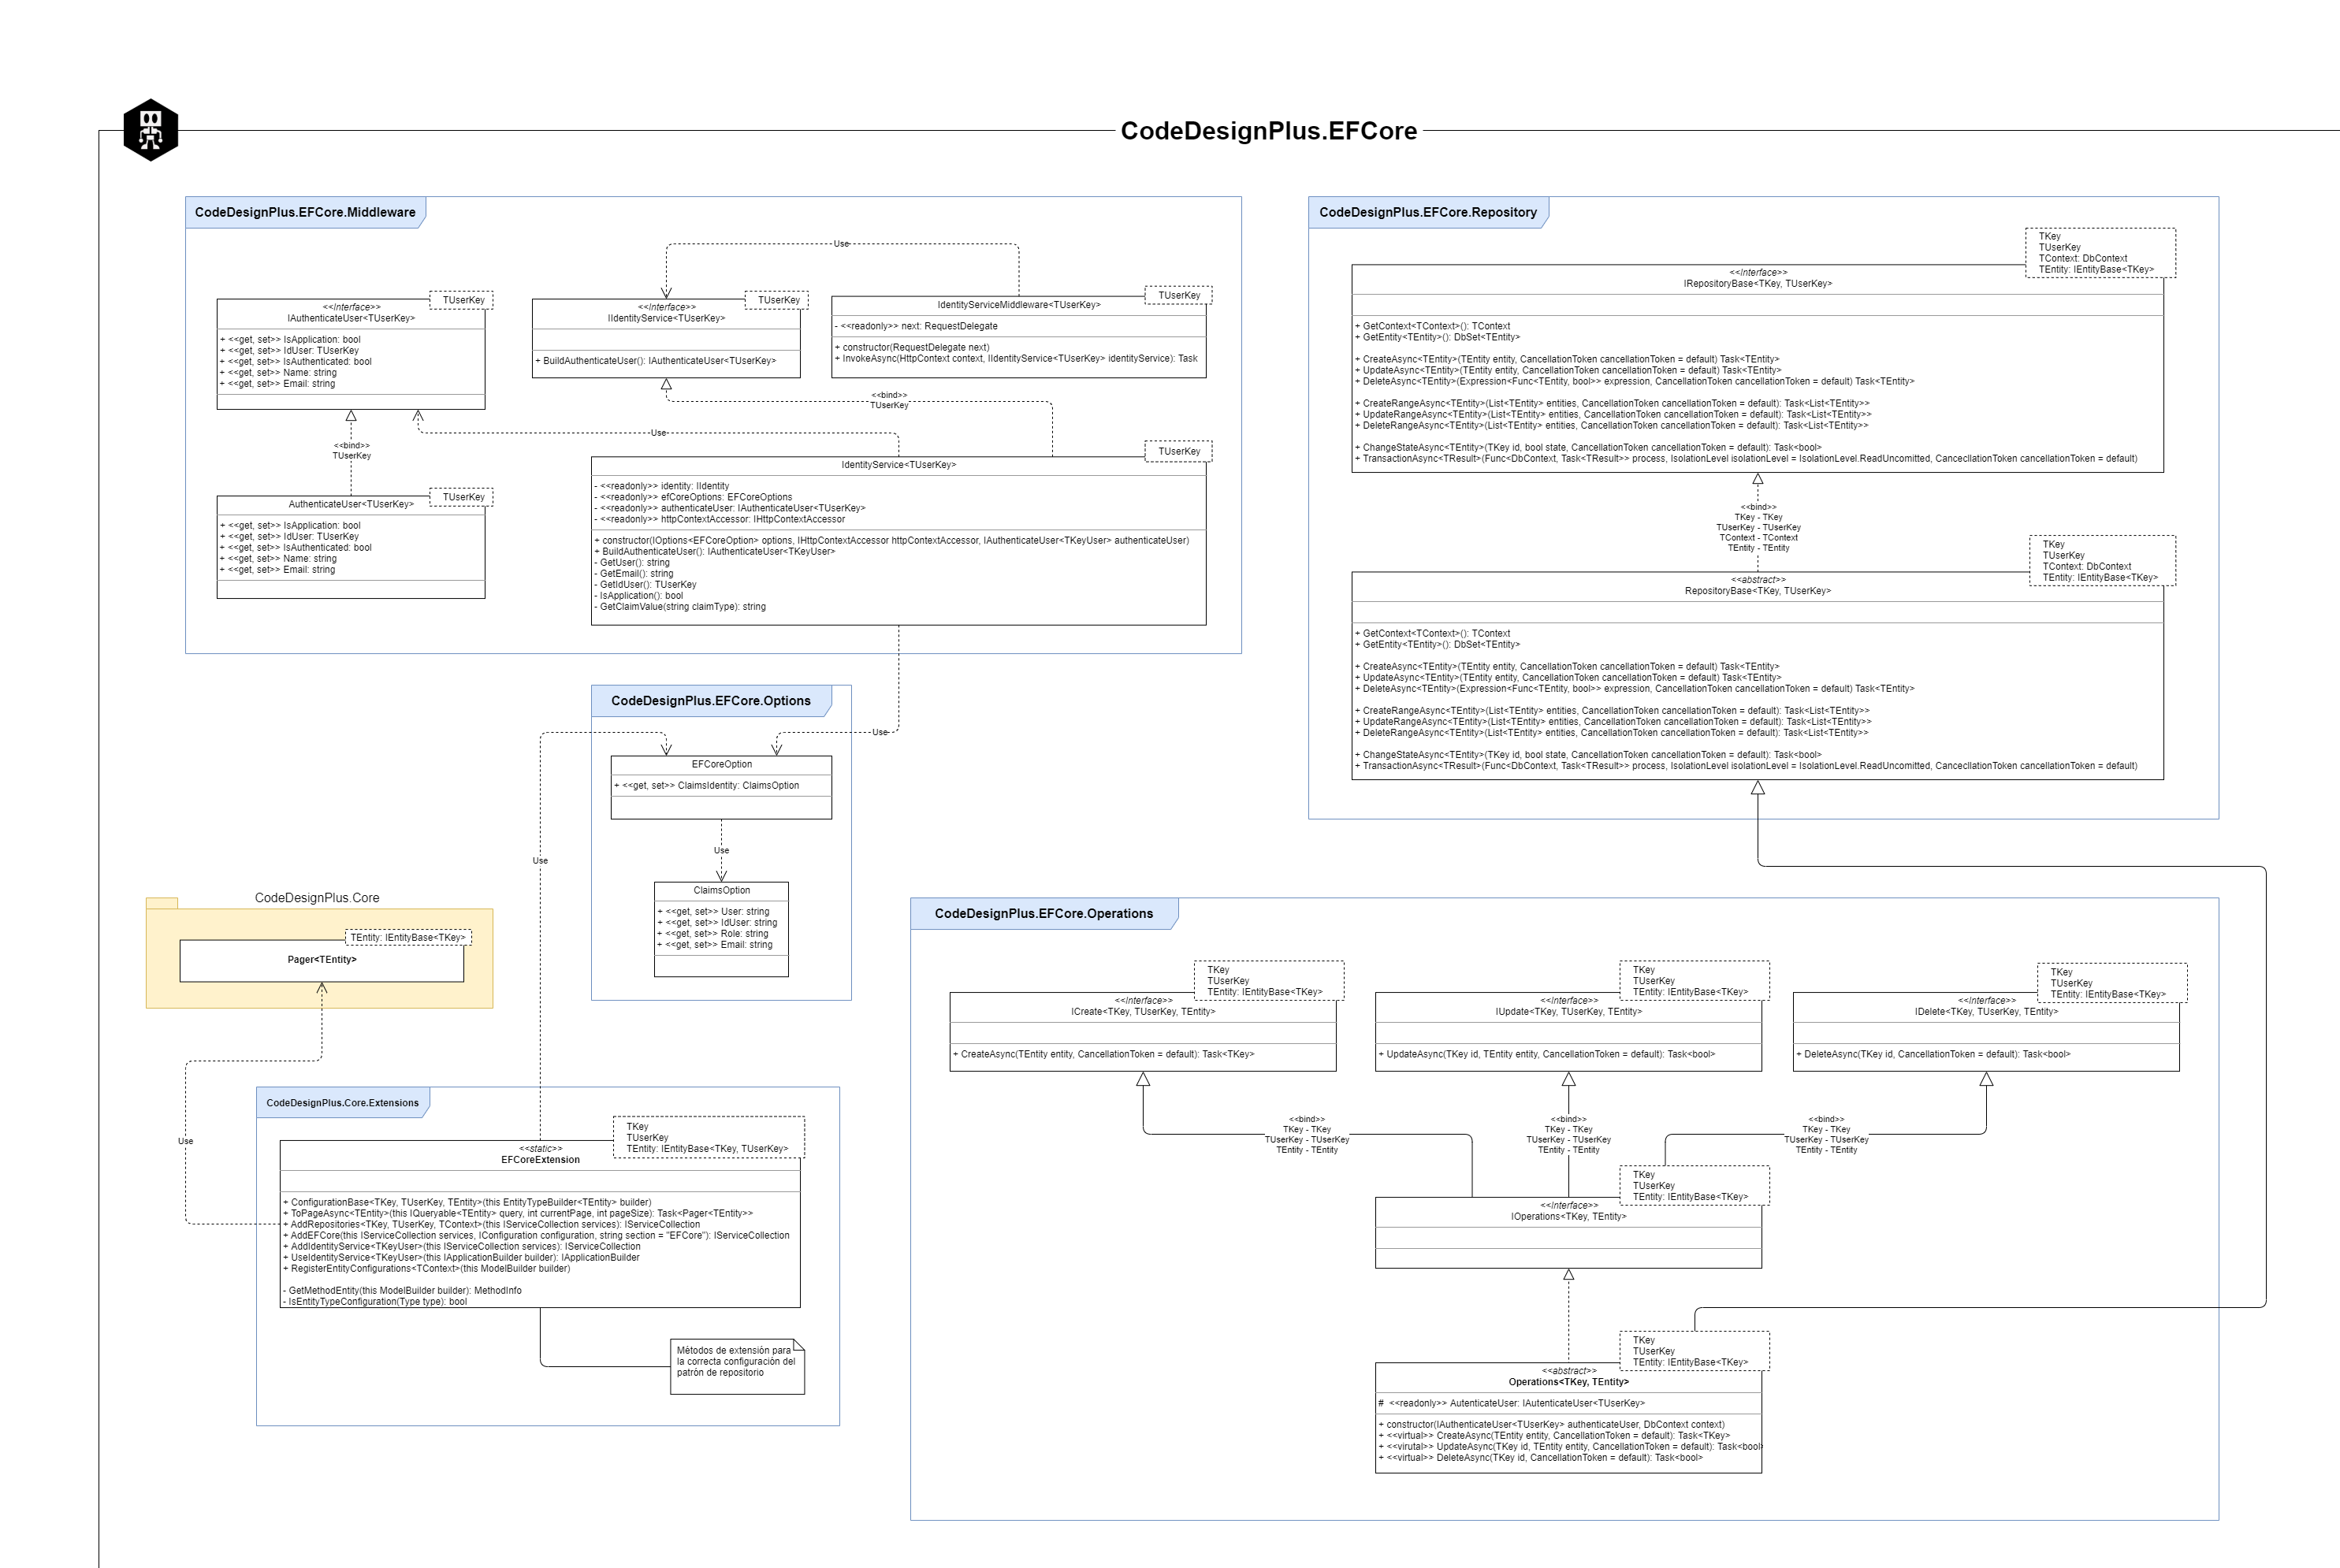 CodeDesignPlus.EFCore
CodeDesignPlus.EFCore.Middleware
Use
TUserKey
<<interface>>
IAuthenticateUser<TUserKey>
+ <<get, set>> IsApplication: bool
+ <<get, set>> IdUser: TUserKey
+ <<get, set>> IsAuthenticated: bool
+ <<get, set>> Name: string
+ <<get, set>> Email: string
TUserKey
<<interface>>
IIdentityService<TUserKey>
+ BuildAuthenticateUser(): IAuthenticateUser<TUserKey>
TUserKey
IdentityServiceMiddleware<TUserKey>
- <<readonly>> next: RequestDelegate
+ constructor(RequestDelegate next)
+ InvokeAsync(HttpContext context, IIdentityService<TUserKey> identityService): Task
<<bind>>
TUserKey
Use
<<bind>>
TUserKey
TUserKey
AuthenticateUser<TUserKey>
+ <<get, set>> IsApplication: bool
+ <<get, set>> IdUser: TUserKey
+ <<get, set>> IsAuthenticated: bool
+ <<get, set>> Name: string
+ <<get, set>> Email: string
TUserKey
IdentityService<TUserKey>
- <<readonly>> identity: IIdentity
- <<readonly>> efCoreOptions: EFCoreOptions
- <<readonly>> authenticateUser: IAuthenticateUser<TUserKey>
- <<readonly>> httpContextAccessor: IHttpContextAccessor
+ constructor(IOptions<EFCoreOption> options, IHttpContextAccessor httpContextAccessor, IAuthenticateUser<TKeyUser> authenticateUser)
+ BuildAuthenticateUser(): IAuthenticateUser<TKeyUser>
- GetUser(): string
- GetEmail(): string
- GetIdUser(): TUserKey
- IsApplication(): bool
- GetClaimValue(string claimType): string
CodeDesignPlus.EFCore.Repository
TKey
TUserKey
TContext: DbContext
TEntity: IEntityBase<TKey>
<<interface>>
IRepositoryBase<TKey, TUserKey>
+ GetContext<TContext>(): TContext
+ GetEntity<TEntity>(): DbSet<TEntity>
+ CreateAsync<TEntity>(TEntity entity, CancellationToken cancellationToken = default) Task<TEntity>
+ UpdateAsync<TEntity>(TEntity entity, CancellationToken cancellationToken = default) Task<TEntity>
+ DeleteAsync<TEntity>(Expression<Func<TEntity, bool>> expression, CancellationToken cancellationToken = default) Task<TEntity>
+ CreateRangeAsync<TEntity>(List<TEntity> entities, CancellationToken cancellationToken = default): Task<List<TEntity>>
+ UpdateRangeAsync<TEntity>(List<TEntity> entities, CancellationToken cancellationToken = default): Task<List<TEntity>>
+ DeleteRangeAsync<TEntity>(List<TEntity> entities, CancellationToken cancellationToken = default): Task<List<TEntity>>
+ ChangeStateAsync<TEntity>(TKey id, bool state, CancellationToken cancellationToken = default): Task<bool>
+ TransactionAsync<TResult>(Func<DbContext, Task<TResult>> process, IsolationLevel isolationLevel = IsolationLevel.ReadUncomitted, CancecllationToken cancellationToken = default)
<<bind>>
TKey - TKey
TUserKey - TUserKey
TContext - TContext
TEntity - TEntity
TKey
TUserKey
TContext: DbContext
TEntity: IEntityBase<TKey>
<<abstract>>
RepositoryBase<TKey, TUserKey>
+ GetContext<TContext>(): TContext
+ GetEntity<TEntity>(): DbSet<TEntity>
+ CreateAsync<TEntity>(TEntity entity, CancellationToken cancellationToken = default) Task<TEntity>
+ UpdateAsync<TEntity>(TEntity entity, CancellationToken cancellationToken = default) Task<TEntity>
+ DeleteAsync<TEntity>(Expression<Func<TEntity, bool>> expression, CancellationToken cancellationToken = default) Task<TEntity>
+ CreateRangeAsync<TEntity>(List<TEntity> entities, CancellationToken cancellationToken = default): Task<List<TEntity>>
+ UpdateRangeAsync<TEntity>(List<TEntity> entities, CancellationToken cancellationToken = default): Task<List<TEntity>>
+ DeleteRangeAsync<TEntity>(List<TEntity> entities, CancellationToken cancellationToken = default): Task<List<TEntity>>
+ ChangeStateAsync<TEntity>(TKey id, bool state, CancellationToken cancellationToken = default): Task<bool>
+ TransactionAsync<TResult>(Func<DbContext, Task<TResult>> process, IsolationLevel isolationLevel = IsolationLevel.ReadUncomitted, CancecllationToken cancellationToken = default)
CodeDesignPlus.EFCore.Options
Use
EFCoreOption
+ <<get, set>> ClaimsIdentity: ClaimsOption
Use
Use
ClaimsOption
+ <<get, set>> User: string
+ <<get, set>> IdUser: string
+ <<get, set>> Role: string
+ <<get, set>> Email: string
CodeDesignPlus.Core
TEntity: IEntityBase<TKey>
Pager<TEntity>
Use
CodeDesignPlus.Core.Extensions
TKey
TUserKey
TEntity: IEntityBase<TKey, TUserKey>
<<static>>
EFCoreExtension
+ ConfigurationBase<TKey, TUserKey, TEntity>(this EntityTypeBuilder<TEntity> builder)
+ ToPageAsync<TEntity>(this IQueryable<TEntity> query, int currentPage, int pageSize): Task<Pager<TEntity>>
+ AddRepositories<TKey, TUserKey, TContext>(this IServiceCollection services): IServiceCollection
+ AddEFCore(this IServiceCollection services, IConfiguration configuration, string section = "EFCore"): IServiceCollection
+ AddIdentityService<TKeyUser>(this IServiceCollection services): IServiceCollection
+ UseIdentityService<TKeyUser>(this IApplicationBuilder builder): IApplicationBuilder
+ RegisterEntityConfigurations<TContext>(this ModelBuilder builder)
- GetMethodEntity(this ModelBuilder builder): MethodInfo
- IsEntityTypeConfiguration(Type type): bool
Métodos de extensión para
la correcta configuración del
patrón de repositorio
CodeDesignPlus.EFCore.Operations
TKey
TUserKey
TEntity: IEntityBase<TKey>
<<interface>>
ICreate<TKey, TUserKey, TEntity>
+ CreateAsync(TEntity entity, CancellationToken = default): Task<TKey>
TKey
TUserKey
TEntity: IEntityBase<TKey>
<<interface>>
IUpdate<TKey, TUserKey, TEntity>
+ UpdateAsync(TKey id, TEntity entity, CancellationToken = default): Task<bool>
TKey
TUserKey
TEntity: IEntityBase<TKey>
<<interface>>
IDelete<TKey, TUserKey, TEntity>
+ DeleteAsync(TKey id, CancellationToken = default): Task<bool>
<<bind>>
TKey - TKey
TUserKey - TUserKey
TEntity - TEntity
<<bind>>
TKey - TKey
TUserKey - TUserKey
TEntity - TEntity
<<bind>>
TKey - TKey
TUserKey - TUserKey
TEntity - TEntity
TKey
TUserKey
TEntity: IEntityBase<TKey>
<<interface>>
IOperations<TKey, TEntity>
TKey
TUserKey
TEntity: IEntityBase<TKey>
<<abstract>>
Operations<TKey, TEntity>
# <<readonly>> AutenticateUser: IAutenticateUser<TUserKey>
+ constructor(IAuthenticateUser<TUserKey> authenticateUser, DbContext context)
+ <<virtual>> CreateAsync(TEntity entity, CancellationToken = default): Task<TKey>
+ <<virutal>> UpdateAsync(TKey id, TEntity entity, CancellationToken = default): Task<bool>
+ <<virtual>> DeleteAsync(TKey id, CancellationToken = default): Task<bool>